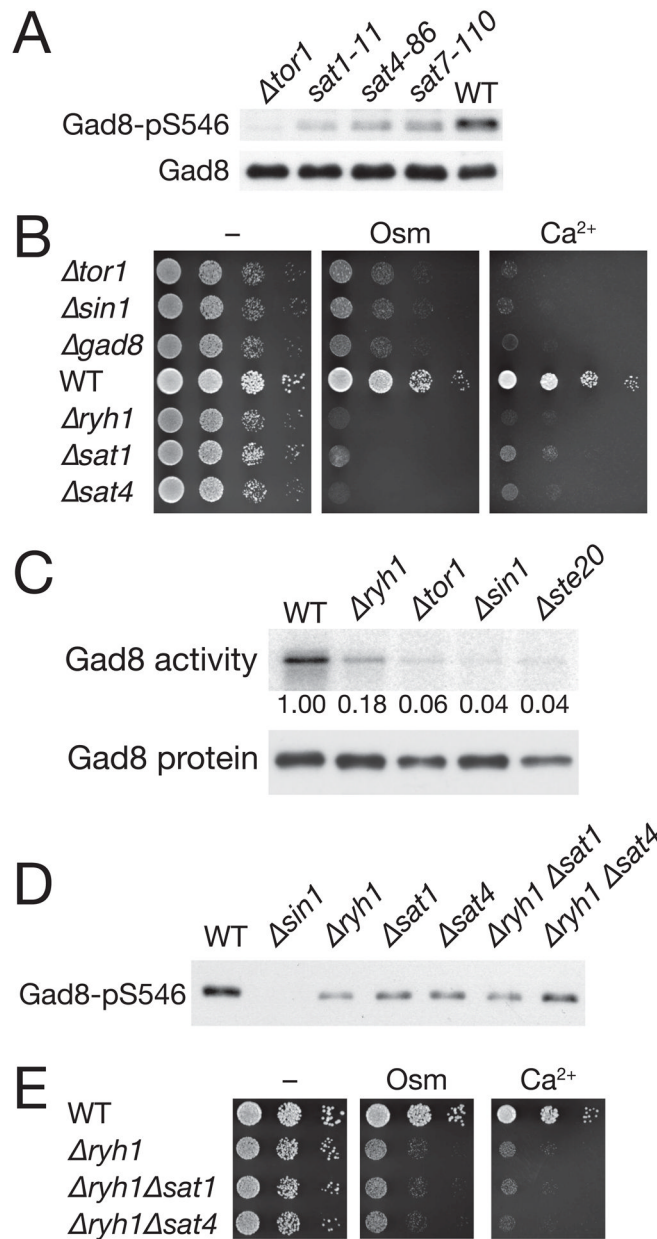 A
Δtor1 sat1-11 sat4-86 sat7-110 WT
Gad8-pS546
Gad8
B
– Osm Ca2+
Δtor1
Δsin1
Δgad8
WT
Δryh1
Δsat1
Δsat4
C
WT Δryh1 Δtor1 Δsin1 Δste20
Gad8 activity
1.00 0.18 0.06 0.04 0.04
Gad8 protein
D
WT Δsin1 Δryh1 Δsat1 Δsat4 Δryh1 Δsat1 Δryh1 Δsat4
Gad8-pS546
E
– Osm Ca2+
WT
Δryh1
Δryh1Δsat1
Δryh1Δsat4